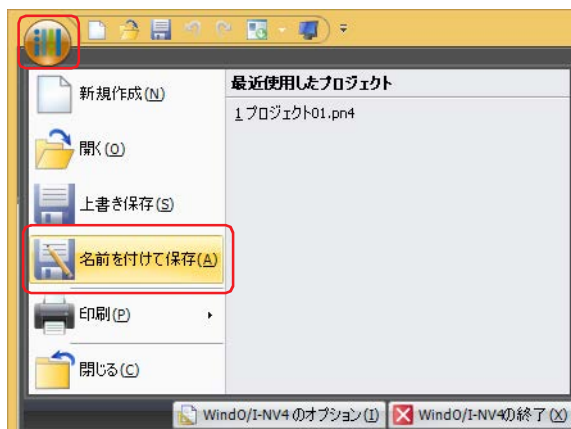 新規作成(N)
開く(O)
上書き保存(S)
名前を付けて保存(A)
印刷(P)
閉じる(C)
最近使用したプロジェクト
1 プロジェクト01.pn4
WindO/I-NV4 のオプション(I)
WindO/I-NV4の終了(X)